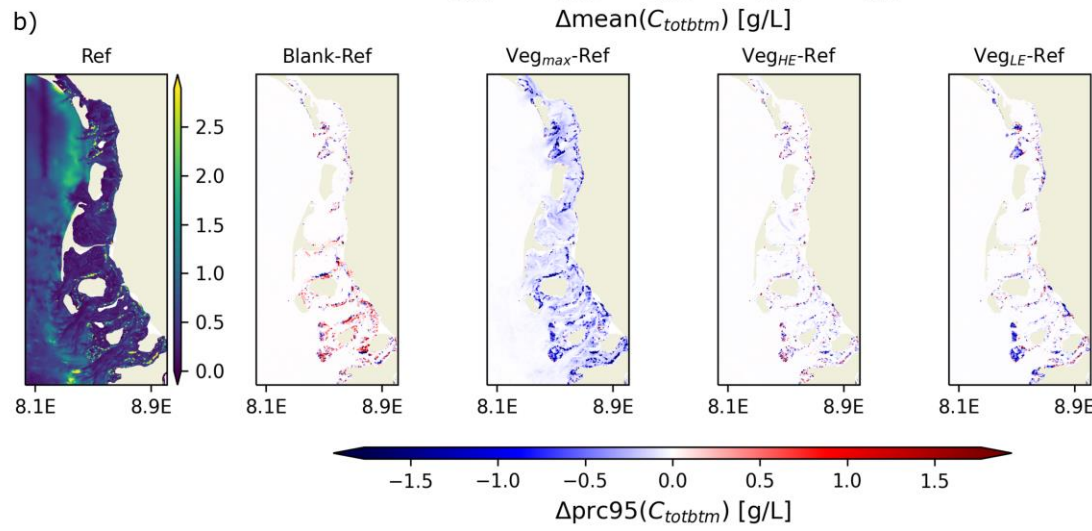 Δmean(C_totbtm) [g/L]
b)
Ref
Blank-Ref
Veg_max-Ref
Veg_HE-Ref
Veg_LE-Ref
2.5
2.0
1.5
1.0
0.5
0.0
8.1E 8.9E
8.1E 8.9E
8.1E 8.9E
8.1E 8.9E
8.1E 8.9E
−1.5 −1.0 −0.5 0.0 0.5 1.0 1.5
Δprc95(C_totbtm) [g/L]